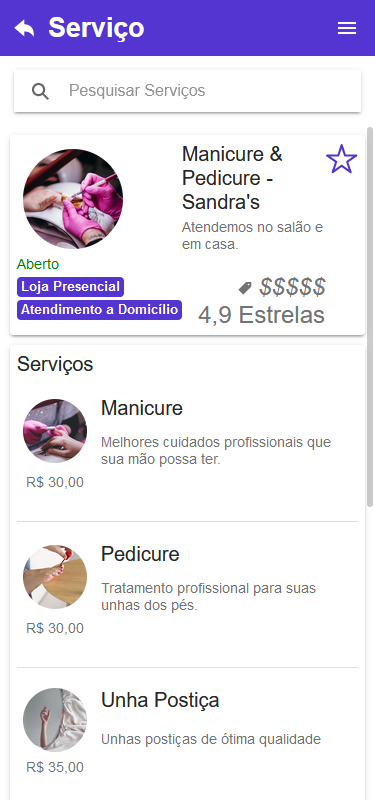 Serviço
Pesquisar Serviços
Manicure &
Pedicure -
Sandra's
Atendemos no salão e
em casa.
Aberto
Loja Presencial
Atendimento a Domicílio
$$$$$
4,9 Estrelas
Serviços
Manicure
Melhores cuidados profissionais que
sua mão possa ter.
R$ 30,00
Pedicure
Tratamento profissional para suas
unhas dos pés.
R$ 30,00
Unha Postiça
Unhas postiças de ótima qualidade
R$ 35,00